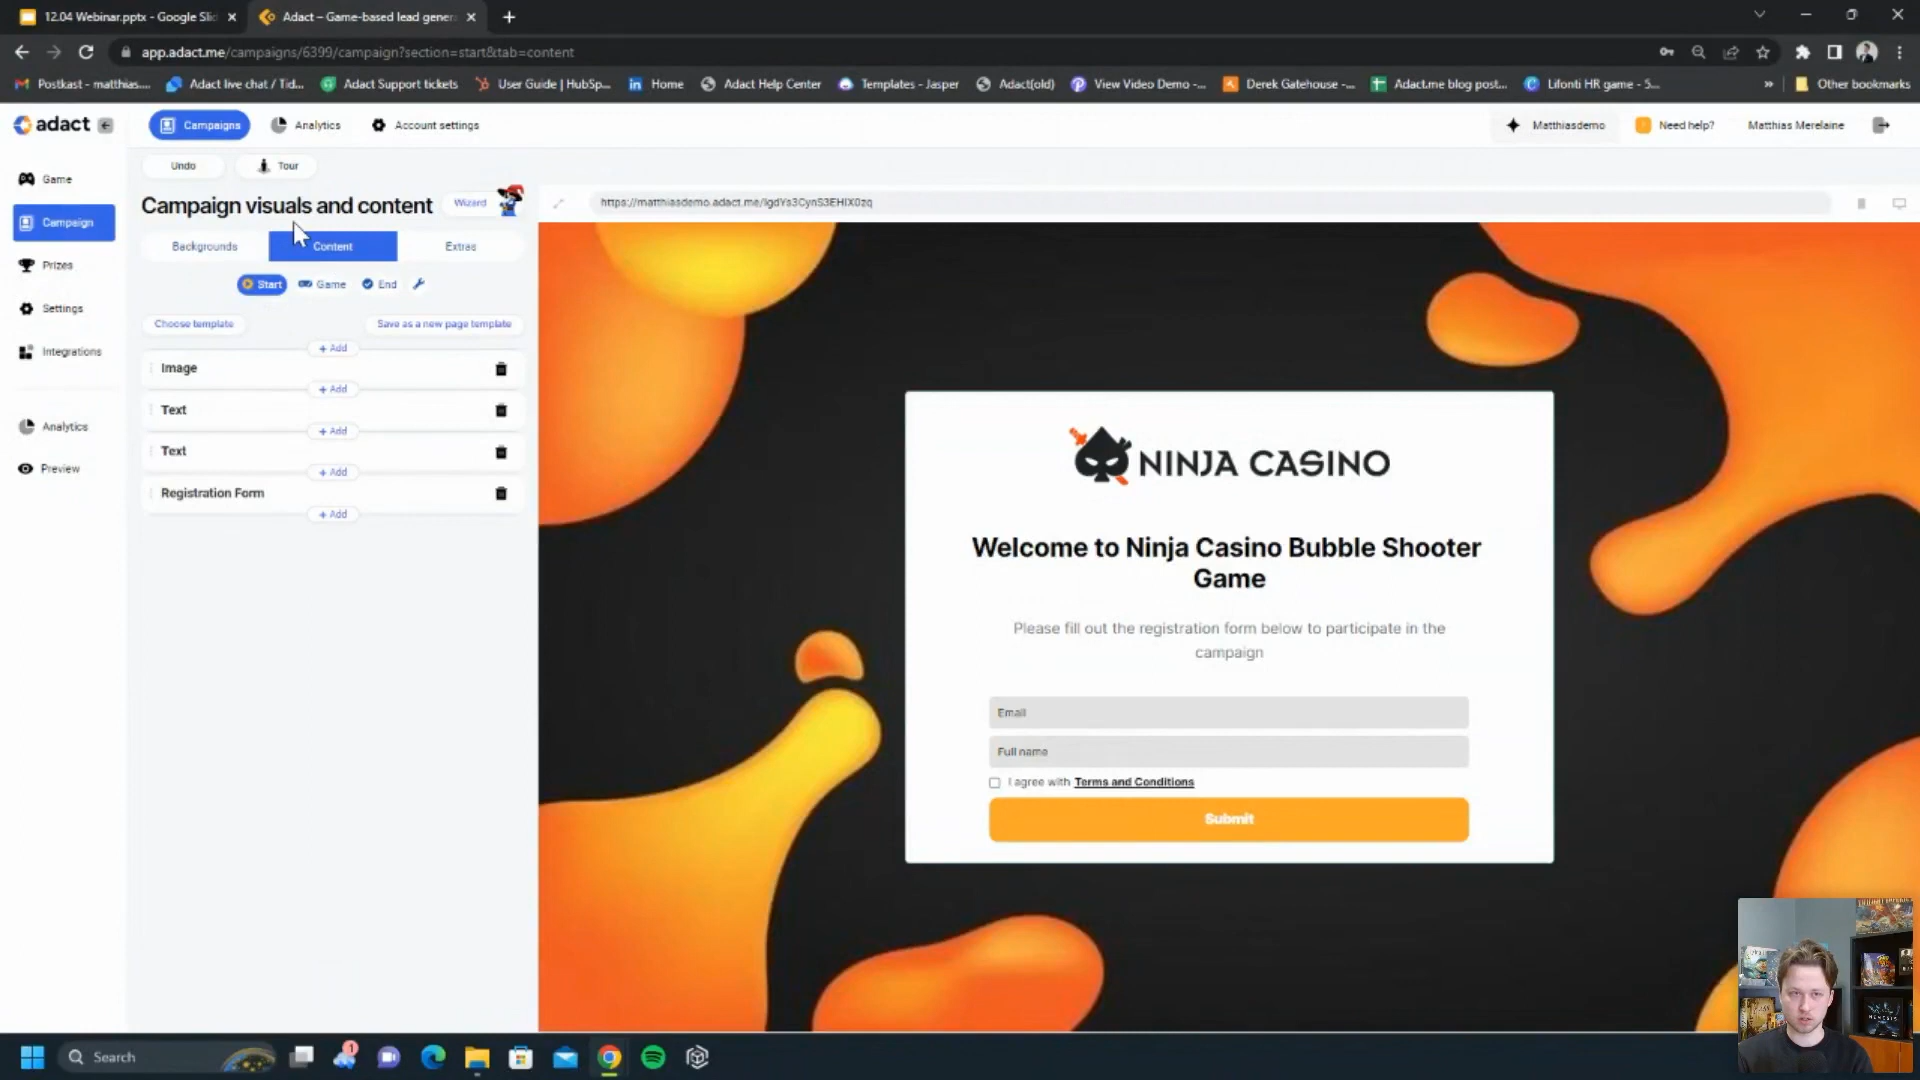 12.04 Webinar.pptx - Google Slid
Adact – Game-based lead gener
app.adact.me/campaigns/6399/campaign?section=start&tab=content
Postkast - matthias....
Adact live chat / Tid...
Adact Support tickets
User Guide | HubSp...
Home
Adact Help Center
Templates - Jasper
Adact(old)
View Video Demo -...
Derek Gatehouse -...
Adact.me blog post...
Lifonti HR game - S...
»
Other bookmarks
adact
Campaigns
Analytics
Account settings
Matthiasdemo
Need help?
Matthias Merelaine
Undo
Tour
Game
Campaign
Prizes
Settings
Integrations
Analytics
Preview
Campaign visuals and content
Wizard
Backgrounds
Content
Extras
Start
Game
End
Choose template
Save as a new page template
+ Add
Image
+ Add
Text
+ Add
Text
+ Add
Registration Form
+ Add
NINJA CASINO
Welcome to Ninja Casino Bubble Shooter
Game
Please fill out the registration form below to participate in the
campaign
Email
Full name
I agree with Terms and Conditions
Submit
Search
1